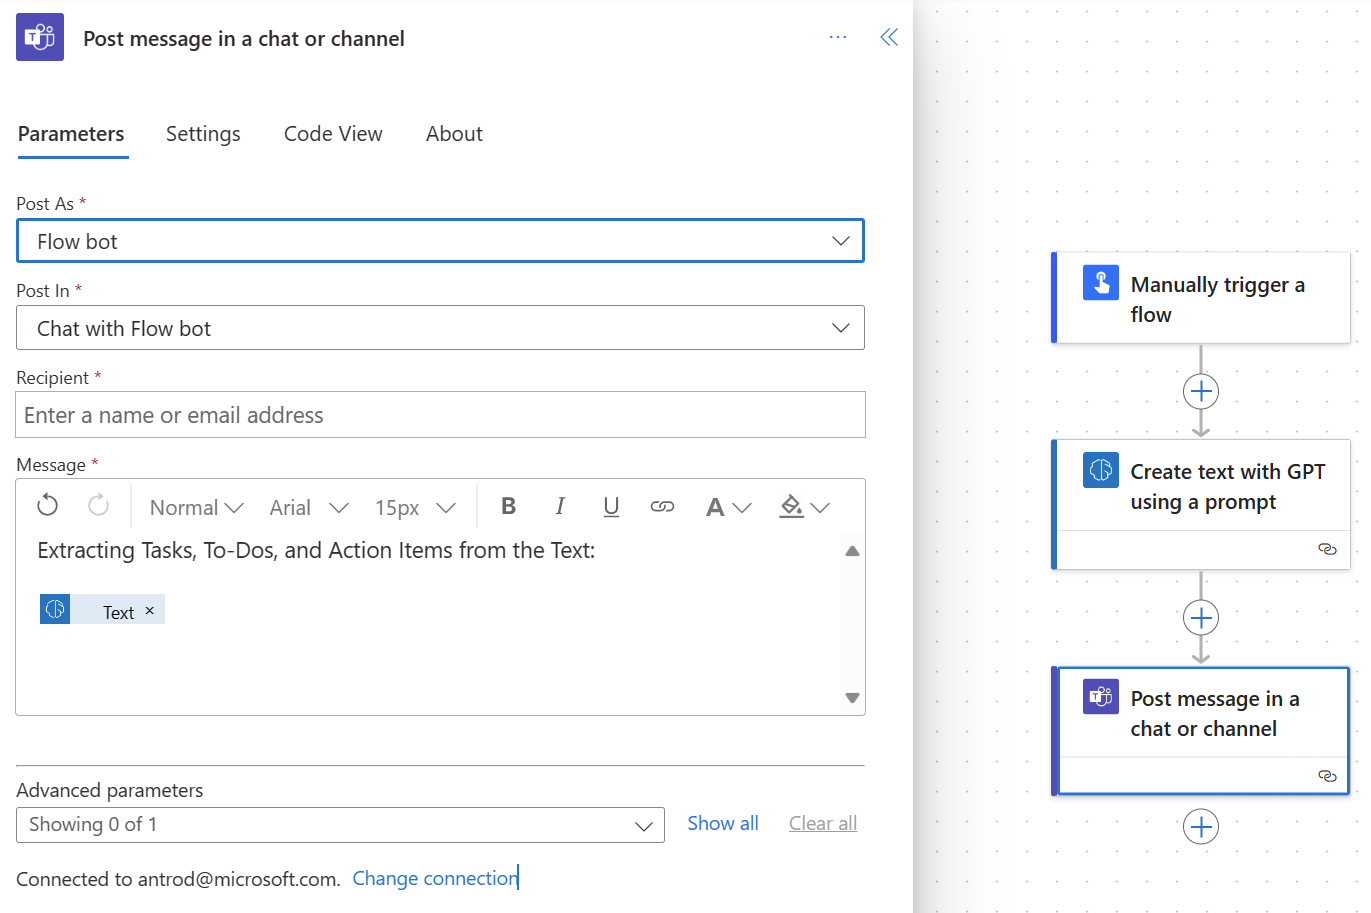 Post message in a chat or channel
Parameters Settings Code View About
Post As *
Flow bot
Post In *
Chat with Flow bot
Recipient *
Enter a name or email address
Message *
Normal Arial 15px B I U A
Extracting Tasks, To-Dos, and Action Items from the Text:
Text ×
Advanced parameters
Showing 0 of 1 Show all Clear all
Connected to antrod@microsoft.com. Change connection
Manually trigger a
flow
Create text with GPT
using a prompt
Post message in a
chat or channel